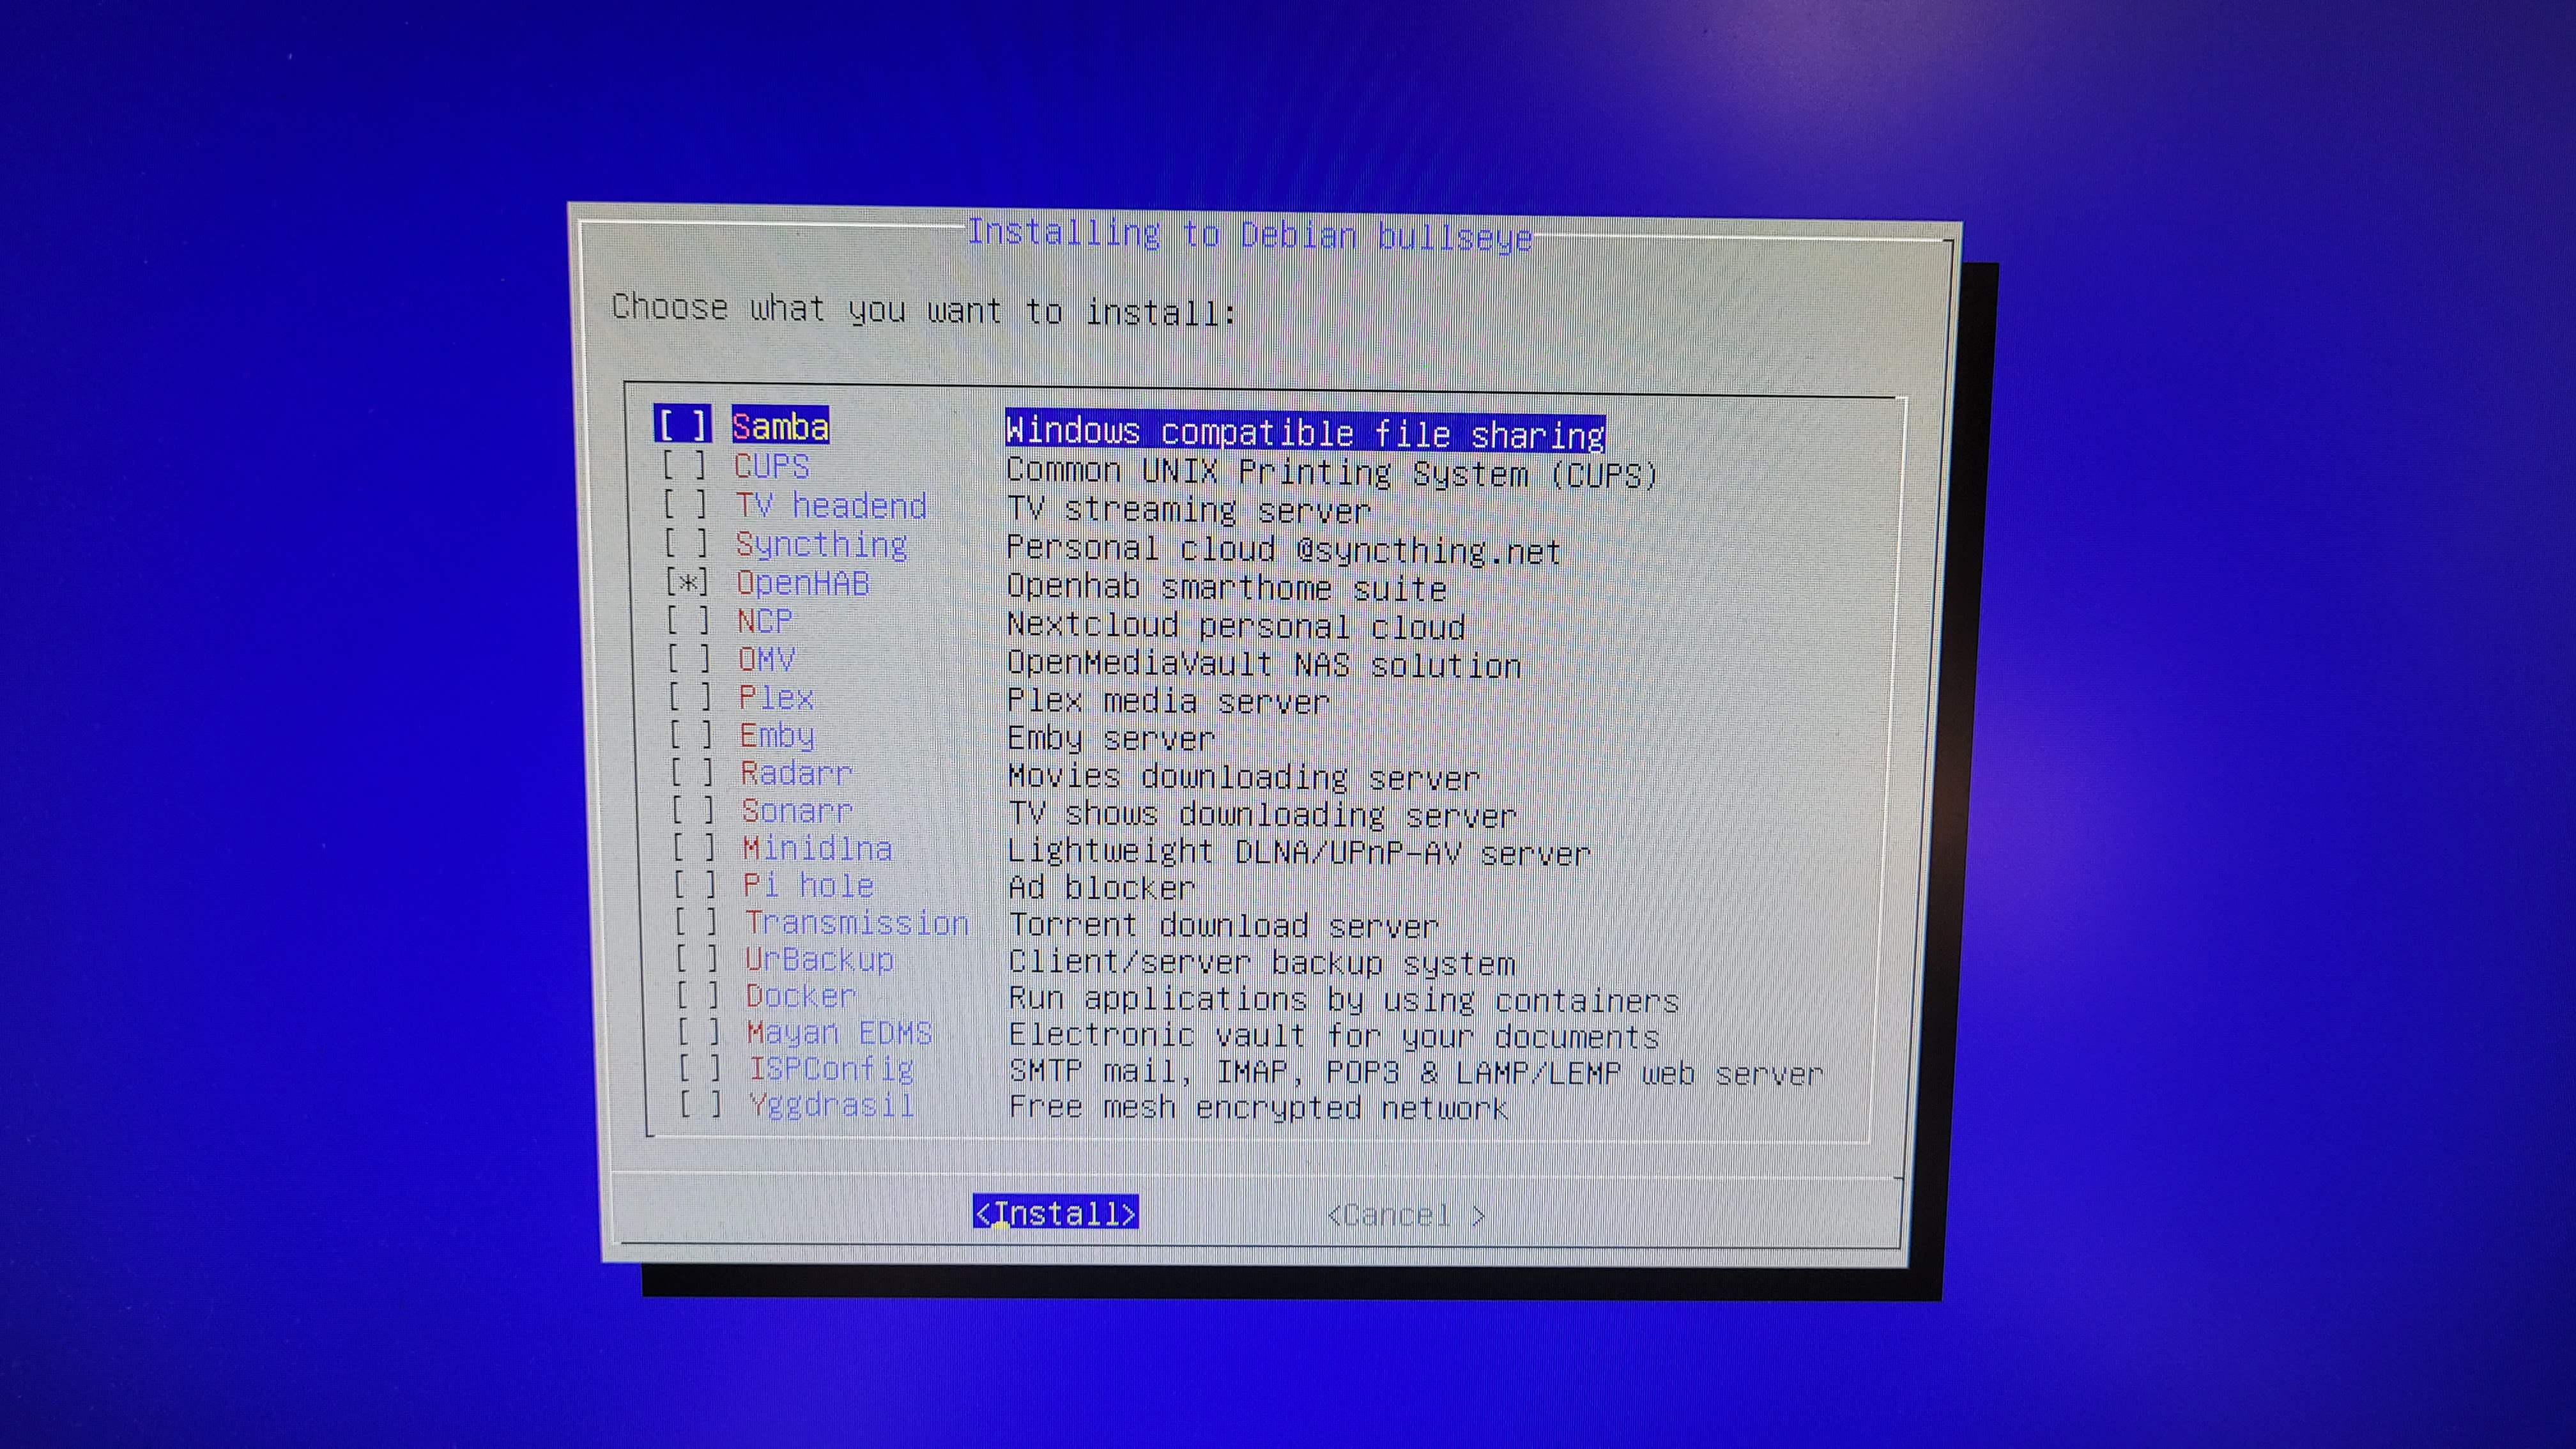 Installing to Debian bullseye
Choose what you want to install:
[ ] Samba Windows compatible file sharing
[ ] CUPS Common UNIX Printing System (CUPS)
[ ] TV headend TV streaming server
[ ] Syncthing Personal cloud @syncthing.net
[*] OpenHAB Openhab smarthome suite
[ ] NCP Nextcloud personal cloud
[ ] OMV OpenMediaVault NAS solution
[ ] Plex Plex media server
[ ] Emby Emby server
[ ] Radarr Movies downloading server
[ ] Sonarr TV shows downloading server
[ ] Minidlna Lightweight DLNA/UPnP-AV server
[ ] Pi hole Ad blocker
[ ] Transmission Torrent download server
[ ] UrBackup Client/server backup system
[ ] Docker Run applications by using containers
[ ] Mayan EDMS Electronic vault for your documents
[ ] ISPConfig SMTP mail, IMAP, POP3 & LAMP/LEMP web server
[ ] Yggdrasil Free mesh encrypted network
<Install> <Cancel >